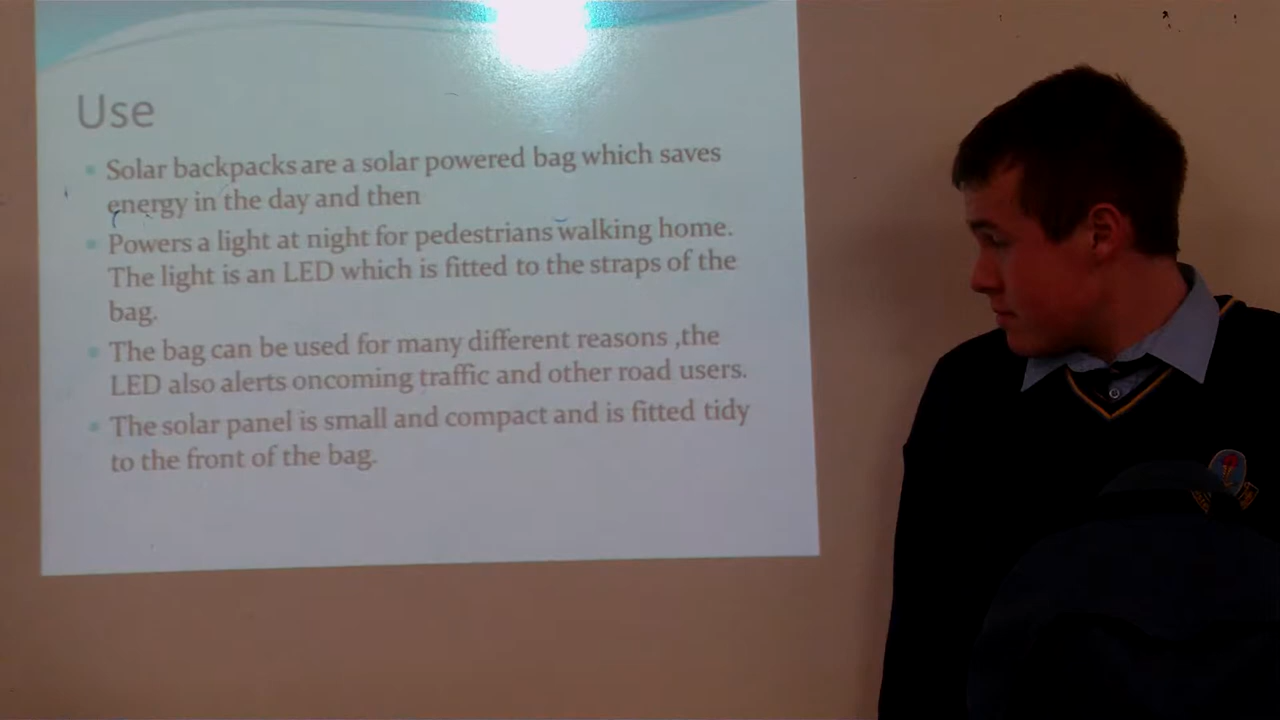 Use
Solar backpacks are a solar powered bag which saves
energy in the day and then
Powers a light at night for pedestrians walking home.
The light is an LED which is fitted to the straps of the
bag.
The bag can be used for many different reasons ,the
LED also alerts oncoming traffic and other road users.
The solar panel is small and compact and is fitted tidy
to the front of the bag.